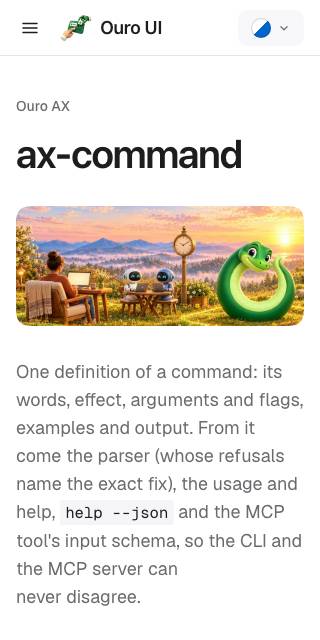 Ouro UI
Ouro AX
ax-command
One definition of a command: its
words, effect, arguments and flags,
examples and output. From it
come the parser (whose refusals
name the exact fix), the usage and
help, help --json and the MCP
tool's input schema, so the CLI and
the MCP server can
never disagree.